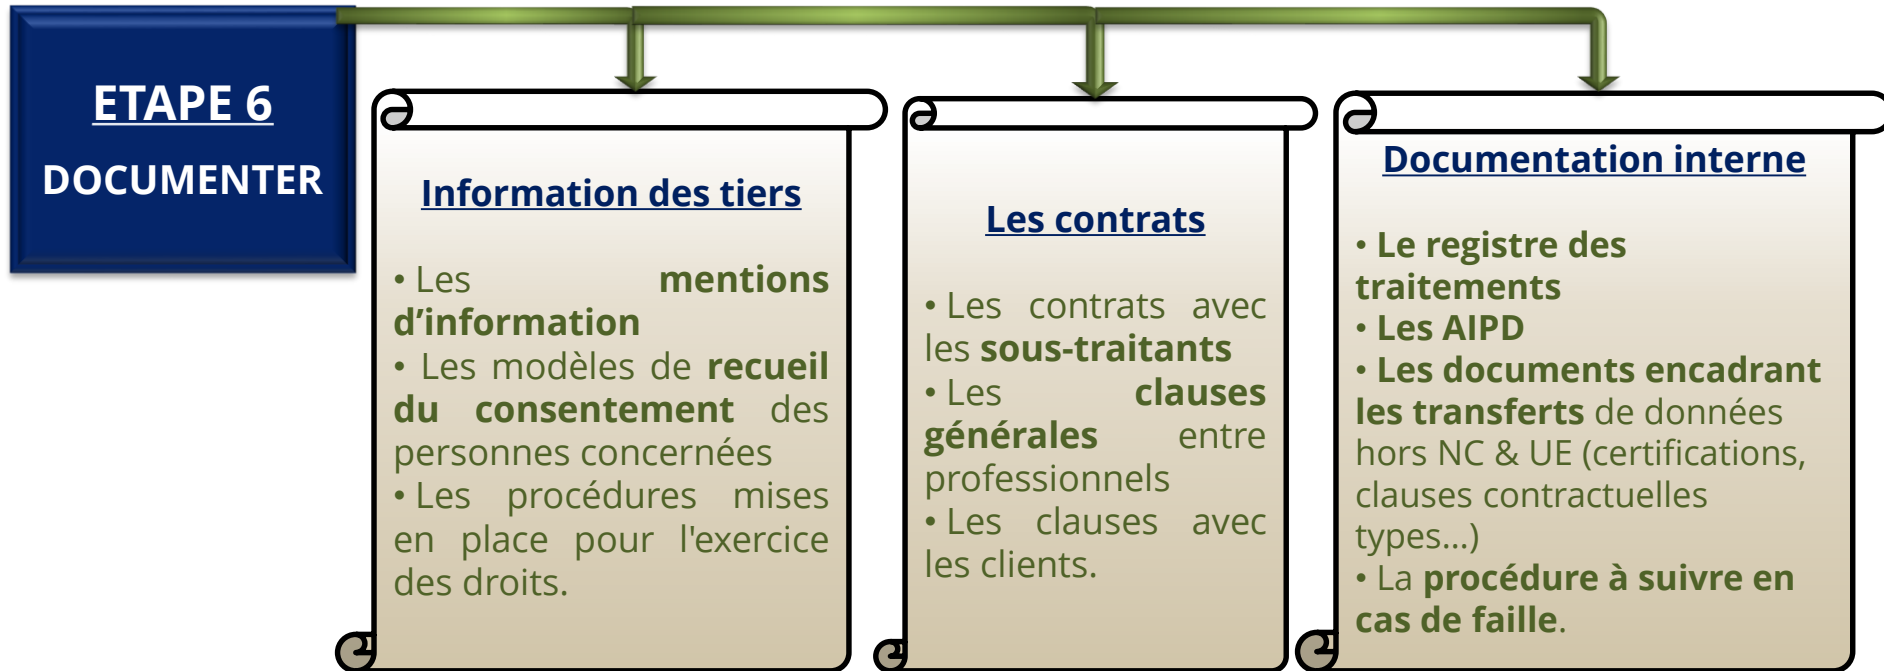 ETAPE 6
DOCUMENTER
Information des tiers
• Les mentions
d’information
• Les modèles de recueil
du consentement des
personnes concernées
• Les procédures mises
en place pour l'exercice
des droits.
Les contrats
• Les contrats avec
les sous-traitants
• Les clauses
générales entre
professionnels
• Les clauses avec
les clients.
Documentation interne
• Le registre des
traitements
• Les AIPD
• Les documents encadrant
les transferts de données
hors NC & UE (certifications,
clauses contractuelles
types...)
• La procédure à suivre en
cas de faille.